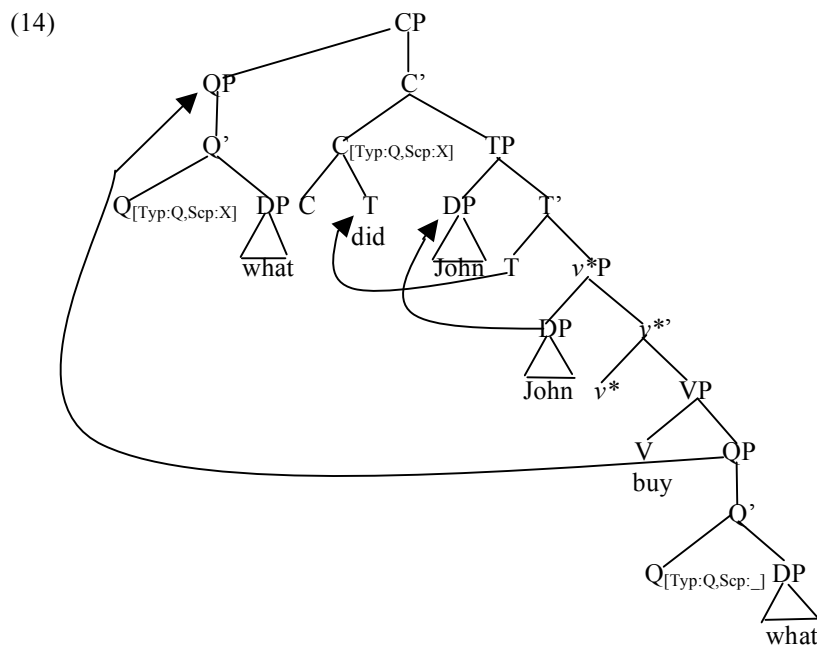 (14) CP
QP C’
Q’ C[Typ:Q,Scp:X] TP
Q[Typ:Q,Scp:X] DP C T DP T’
did
what John T v*P
DP v*’
John v* VP
V QP
buy
Q’
Q[Typ:Q,Scp:_] DP
what